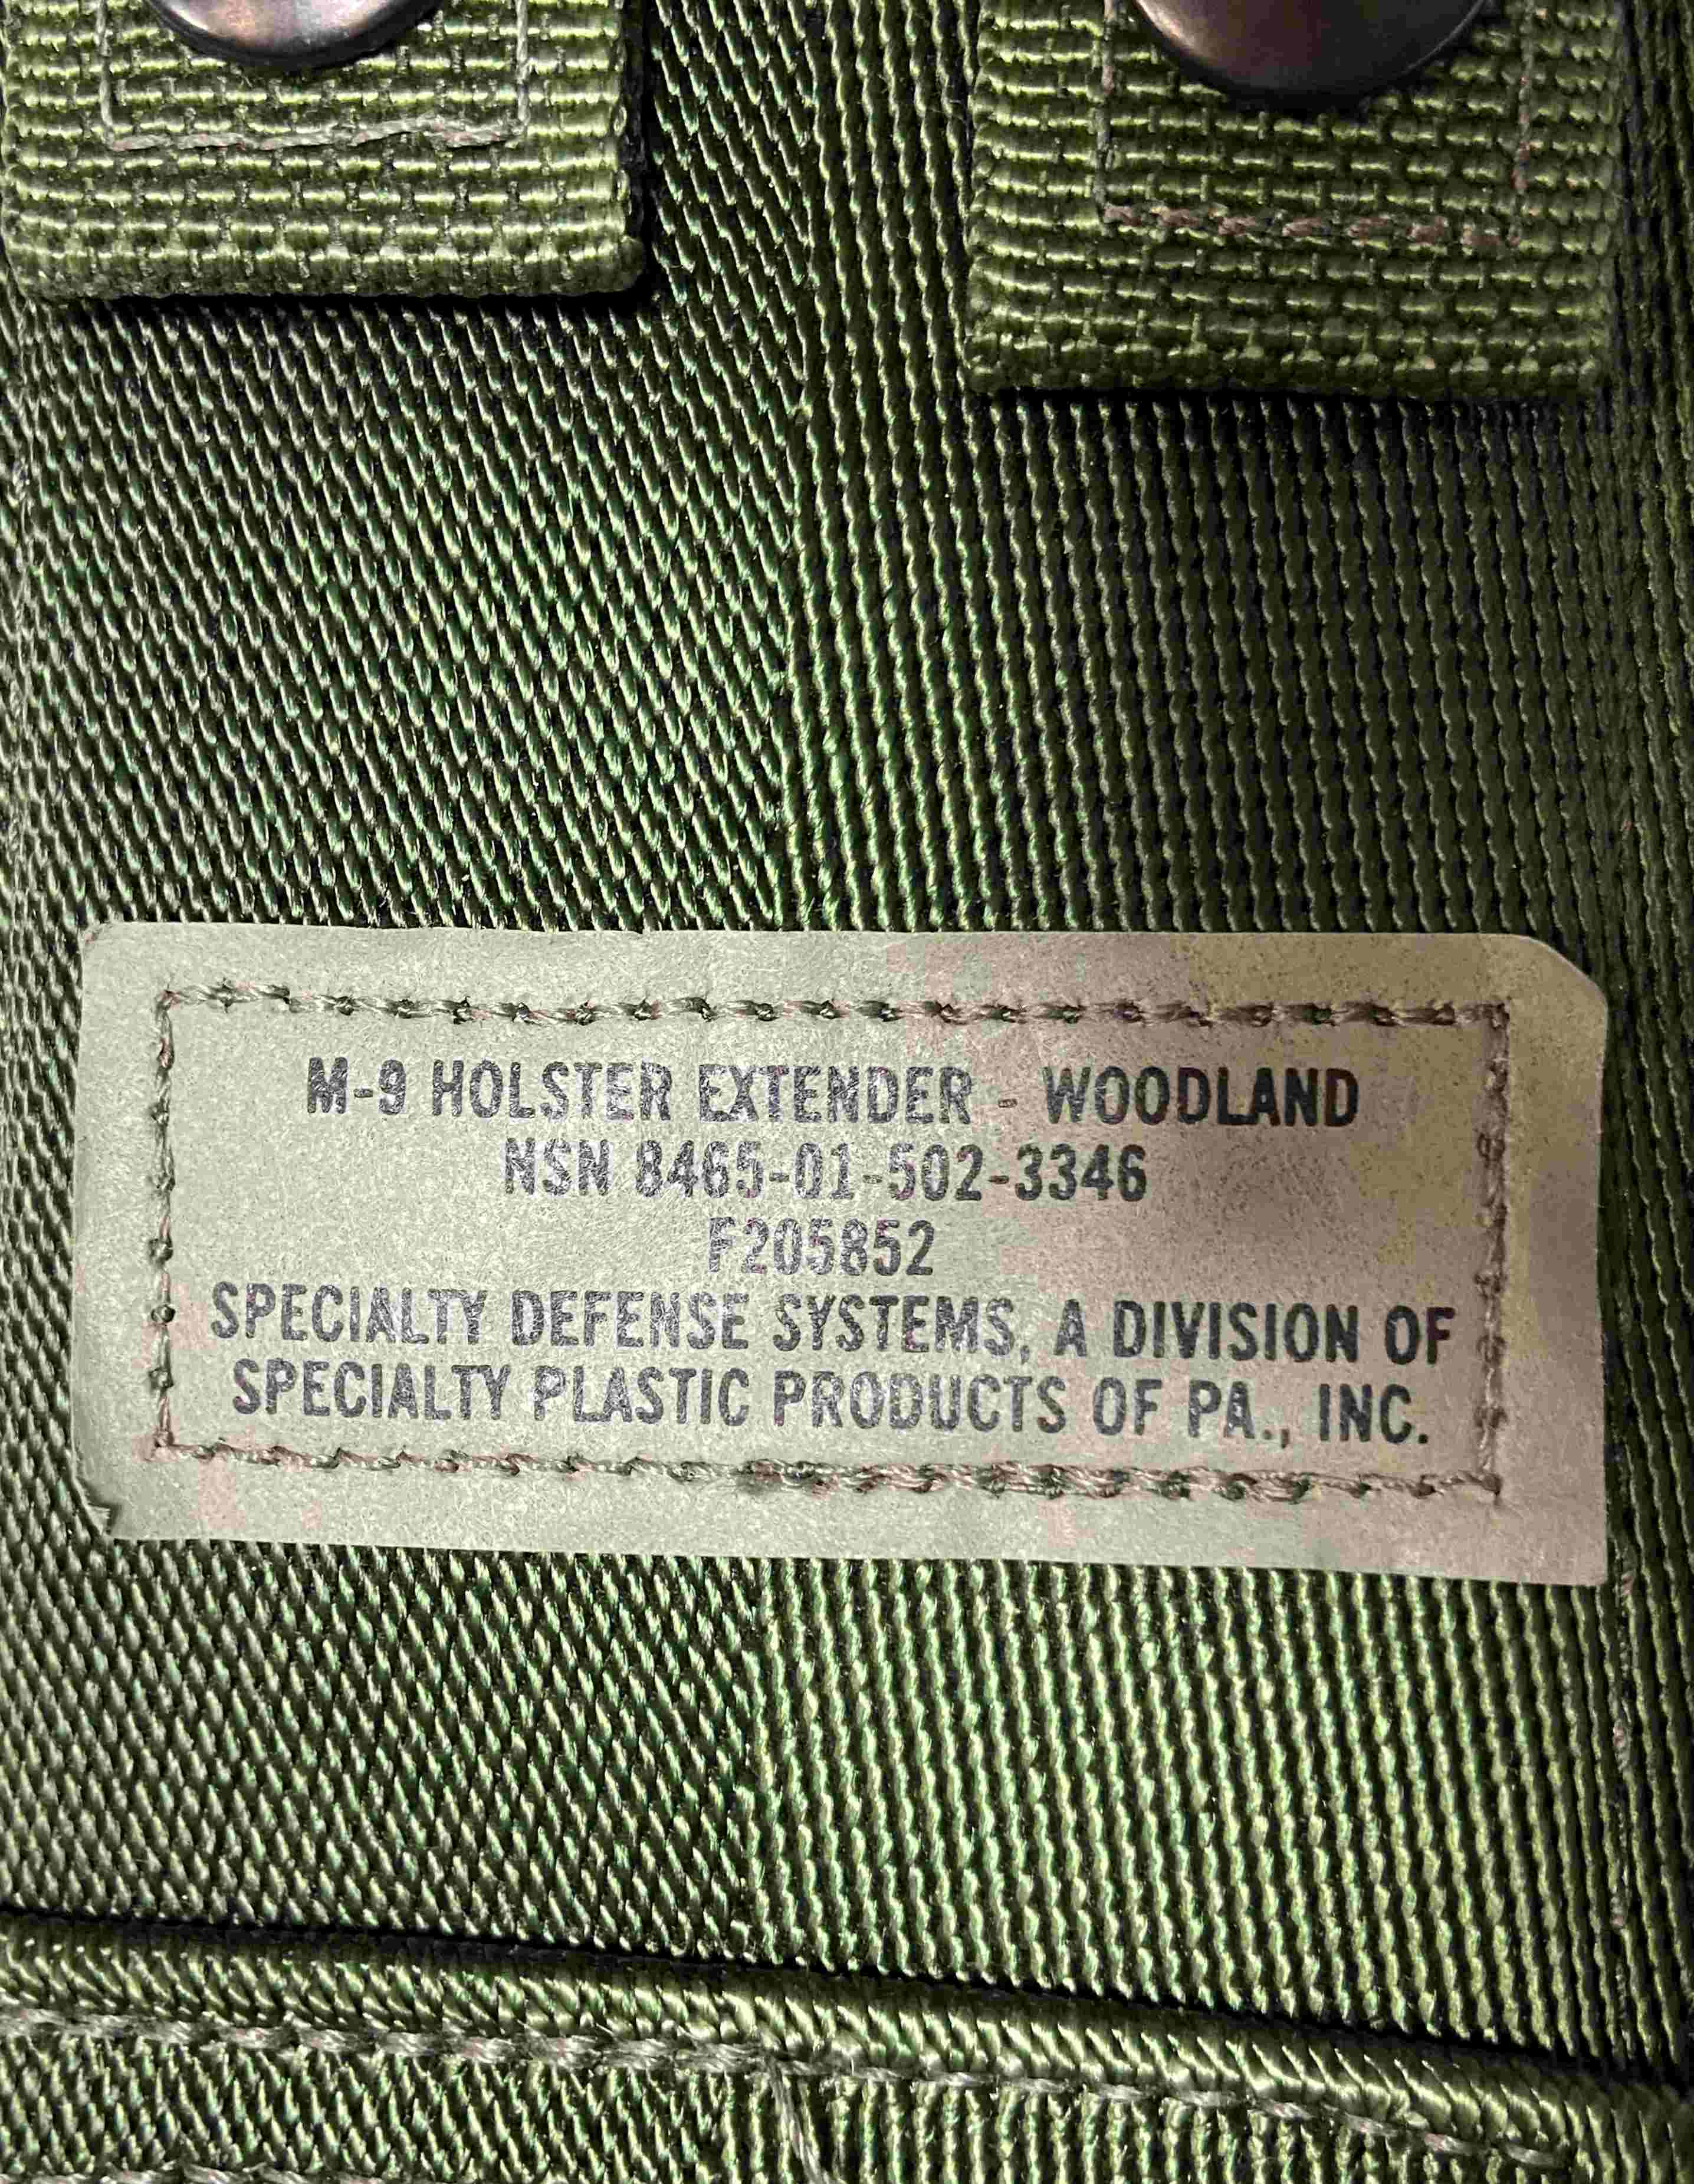 M-9 HOLSTER EXTENDER - WOODLAND
NSN 8465-01-502-3346
F205852
SPECIALTY DEFENSE SYSTEMS, A DIVISION OF
SPECIALTY PLASTIC PRODUCTS OF PA., INC.